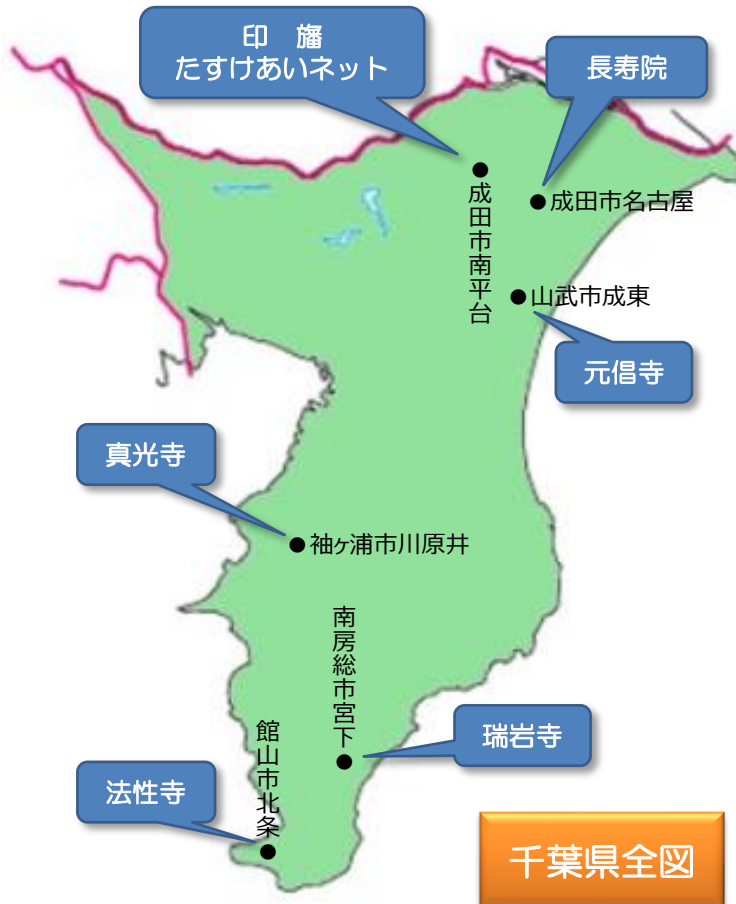 印　旛
たすけあいネット
長寿院
成田市南平台
成田市名古屋
山武市成東
元倡寺
真光寺
袖ヶ浦市川原井
南房総市宮下
瑞岩寺
館山市北条
法性寺
千葉県全図